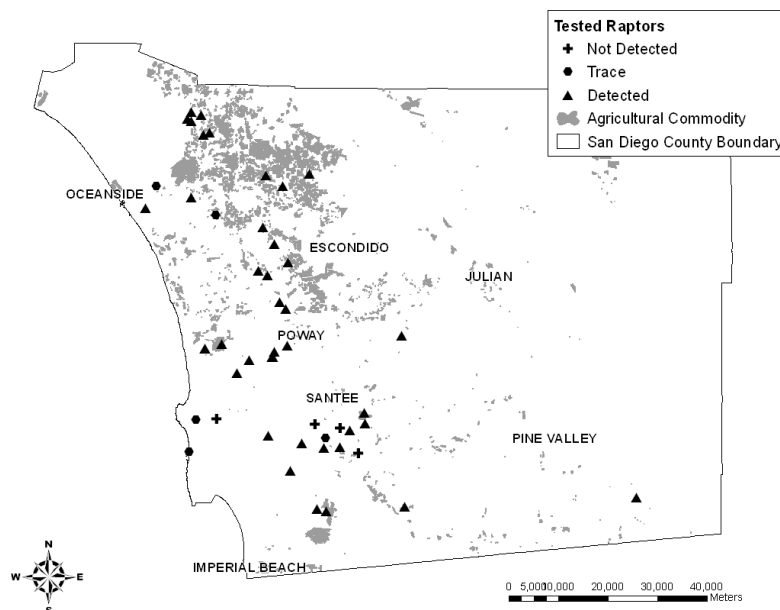 Tested Raptors
Not Detected
Trace
Detected
Agricultural Commodity
San Diego County Boundary
OCEANSIDE
ESCONDIDO
JULIAN
POWAY
SANTEE
PINE VALLEY
IMPERIAL BEACH
N
W E
S
0 5,000 10,000 20,000 30,000 40,000
Meters